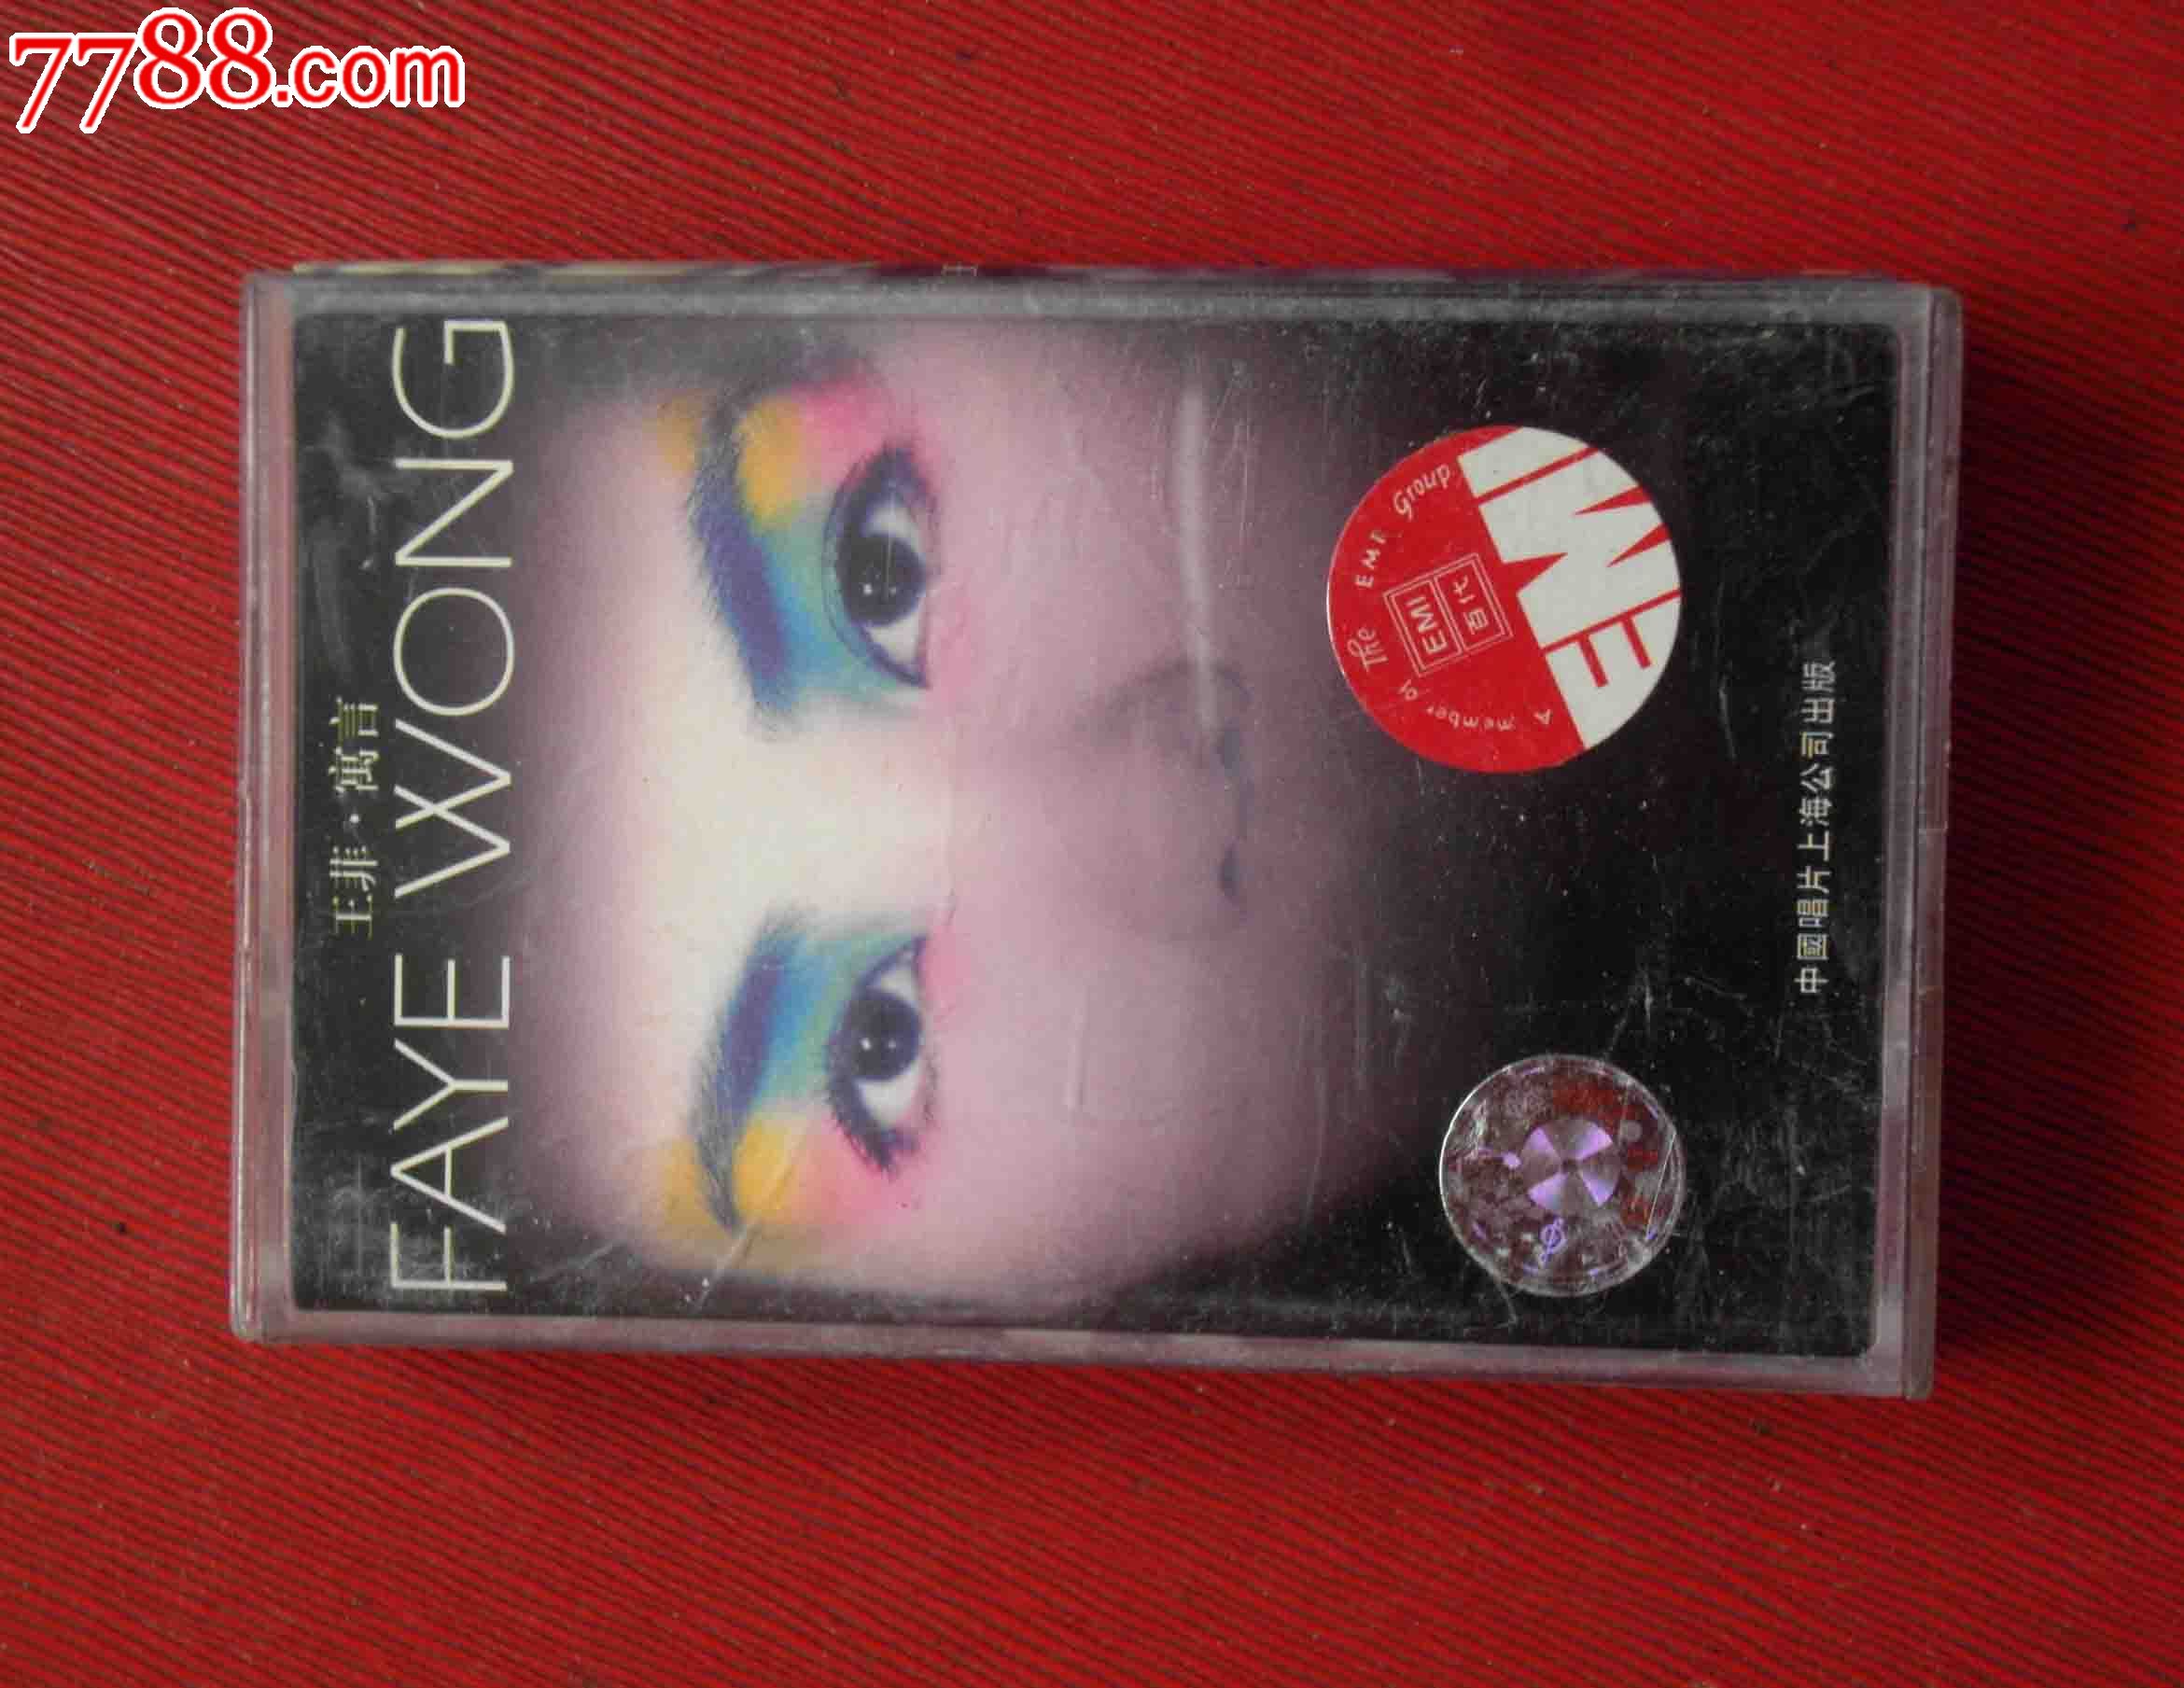 7788.com
王菲·寓言
FAYE WONG
EMI
A member of The EMI Group
EMI
百代
中國唱片上海公司出版